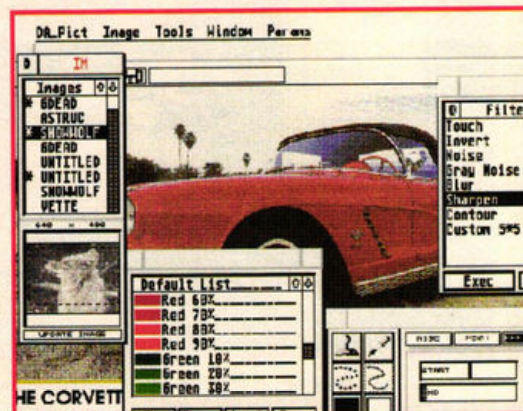 DA_Pict Image Tools Window Params
IM
Images
* 6DEAD
ASTRUC
* SNOWWOLF
6DEAD
UNTITLED
* UNTITLED
SNOWWOLF
VETTE
640 × 400
UPDATE IMAGE
HE CORVETT
Default List
Red 60%
Red 70%
Red 80%
Red 90%
Green 10%
Green 20%
Green 30%
Filte
Touch
Invert
Noise
Gray Noise
Blur
Sharpen
Contour
Custom 5*5
Exec
START